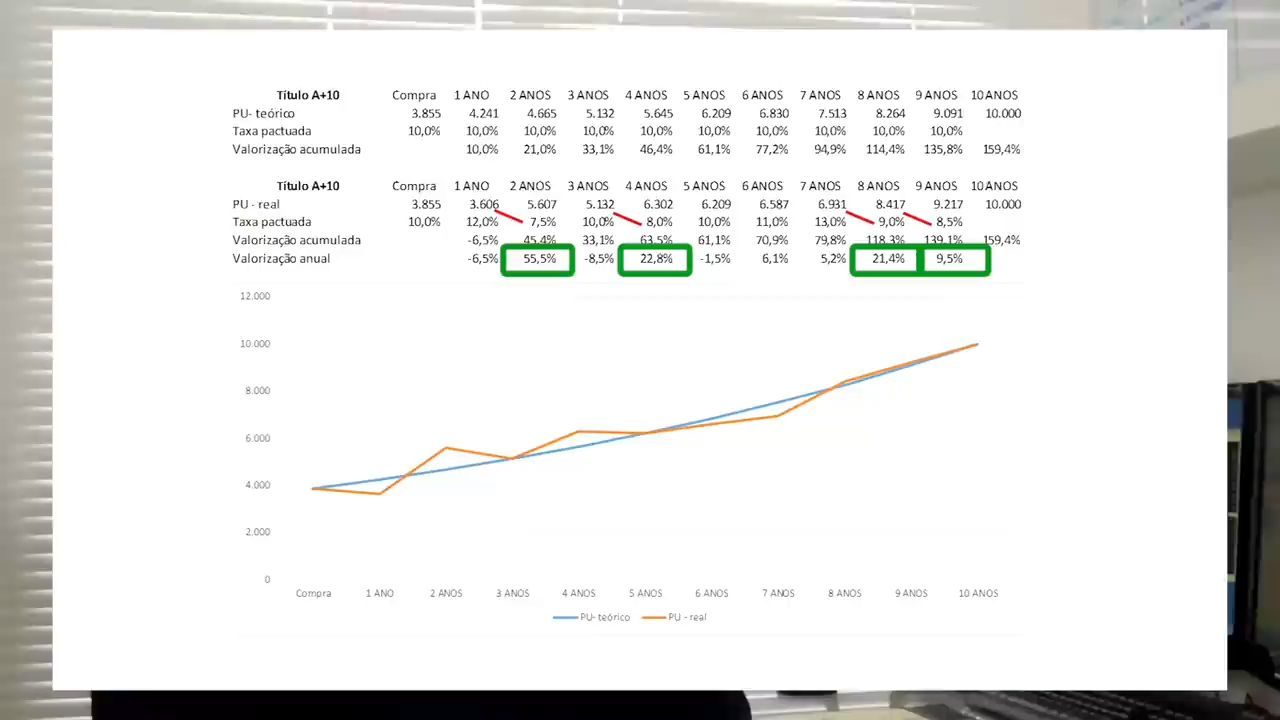 Título A+10 Compra 1 ANO 2 ANOS 3 ANOS 4 ANOS 5 ANOS 6 ANOS 7 ANOS 8 ANOS 9 ANOS 10 ANOS
PU- teórico 3.855 4.241 4.665 5.132 5.645 6.209 6.830 7.513 8.264 9.091 10.000
Taxa pactuada 10,0% 10,0% 10,0% 10,0% 10,0% 10,0% 10,0% 10,0% 10,0% 10,0%
Valorização acumulada 10,0% 21,0% 33,1% 46,4% 61,1% 77,2% 94,9% 114,4% 135,8% 159,4%
Título A+10 Compra 1 ANO 2 ANOS 3 ANOS 4 ANOS 5 ANOS 6 ANOS 7 ANOS 8 ANOS 9 ANOS 10 ANOS
PU - real 3.855 3.606 5.607 5.132 6.302 6.209 6.587 6.931 8.417 9.217 10.000
Taxa pactuada 10,0% 12,0% 7,5% 10,0% 8,0% 10,0% 11,0% 13,0% 9,0% 8,5%
Valorização acumulada -6,5% 45,4% 33,1% 63,5% 61,1% 70,9% 79,8% 118,3% 139,1% 159,4%
Valorização anual -6,5% 55,5% -8,5% 22,8% -1,5% 6,1% 5,2% 21,4% 9,5%
12.000
10.000
8.000
6.000
4.000
2.000
0
Compra 1 ANO 2 ANOS 3 ANOS 4 ANOS 5 ANOS 6 ANOS 7 ANOS 8 ANOS 9 ANOS 10 ANOS
PU- teórico PU - real